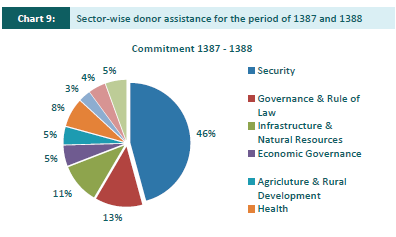 Chart 9:
Sector-wise donor assistance for the period of 1387 and 1388
Commitment 1387 - 1388
5%
4%
3%
8%
5%
5%
11%
13%
46%
Security
Governance & Rule of
Law
Infrastructure &
Natural Resources
Economic Governance
Agricluture & Rural
Development
Health